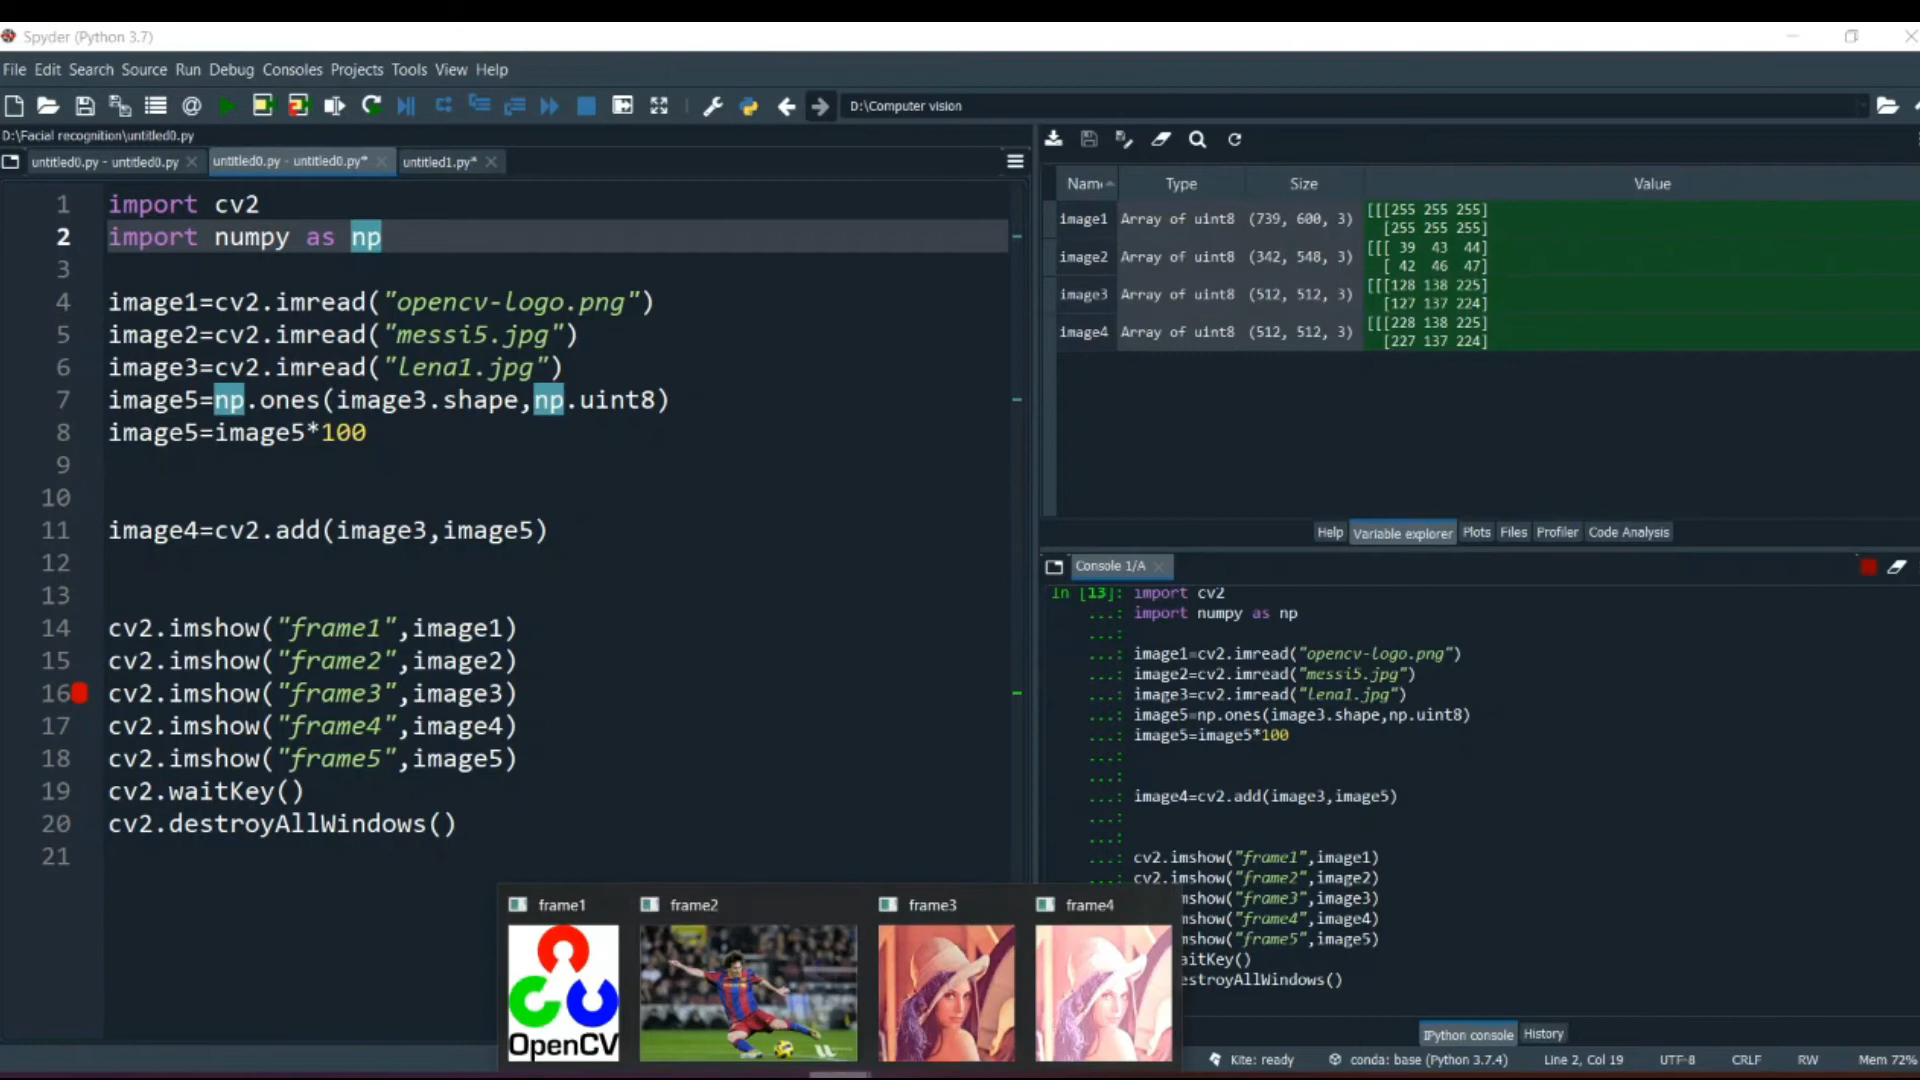 Spyder (Python 3.7)
File Edit Search Source Run Debug Consoles Projects Tools View Help
D:\Computer vision
D:\Facial recognition\untitled0.py
untitled0.py - untitled0.py
untitled0.py - untitled0.py*
untitled1.py*
1 import cv2
2 import numpy as np
3
4 image1=cv2.imread("opencv-logo.png")
5 image2=cv2.imread("messi5.jpg")
6 image3=cv2.imread("lena1.jpg")
7 image5=np.ones(image3.shape,np.uint8)
8 image5=image5*100
9
10
11 image4=cv2.add(image3,image5)
12
13
14 cv2.imshow("frame1",image1)
15 cv2.imshow("frame2",image2)
16 cv2.imshow("frame3",image3)
17 cv2.imshow("frame4",image4)
18 cv2.imshow("frame5",image5)
19 cv2.waitKey()
20 cv2.destroyAllWindows()
21
Name Type Size Value
image1 Array of uint8 (739, 600, 3) [[[255 255 255]
[255 255 255]
image2 Array of uint8 (342, 548, 3) [[[ 39 43 44]
[ 42 46 47]
image3 Array of uint8 (512, 512, 3) [[[128 138 225]
[127 137 224]
image4 Array of uint8 (512, 512, 3) [[[228 138 225]
[227 137 224]
Help Variable explorer Plots Files Profiler Code Analysis
Console 1/A
In [13]: import cv2
...: import numpy as np
...:
...: image1=cv2.imread("opencv-logo.png")
...: image2=cv2.imread("messi5.jpg")
...: image3=cv2.imread("lena1.jpg")
...: image5=np.ones(image3.shape,np.uint8)
...: image5=image5*100
...:
...:
...: image4=cv2.add(image3,image5)
...:
...:
...: cv2.imshow("frame1",image1)
...: cv2.imshow("frame2",image2)
mshow("frame3",image3)
mshow("frame4",image4)
mshow("frame5",image5)
aitKey()
estroyAllWindows()
frame1
frame2
frame3
frame4
OpenCV
IPython console History
Kite: ready conda: base (Python 3.7.4) Line 2, Col 19 UTF-8 CRLF RW Mem 72%